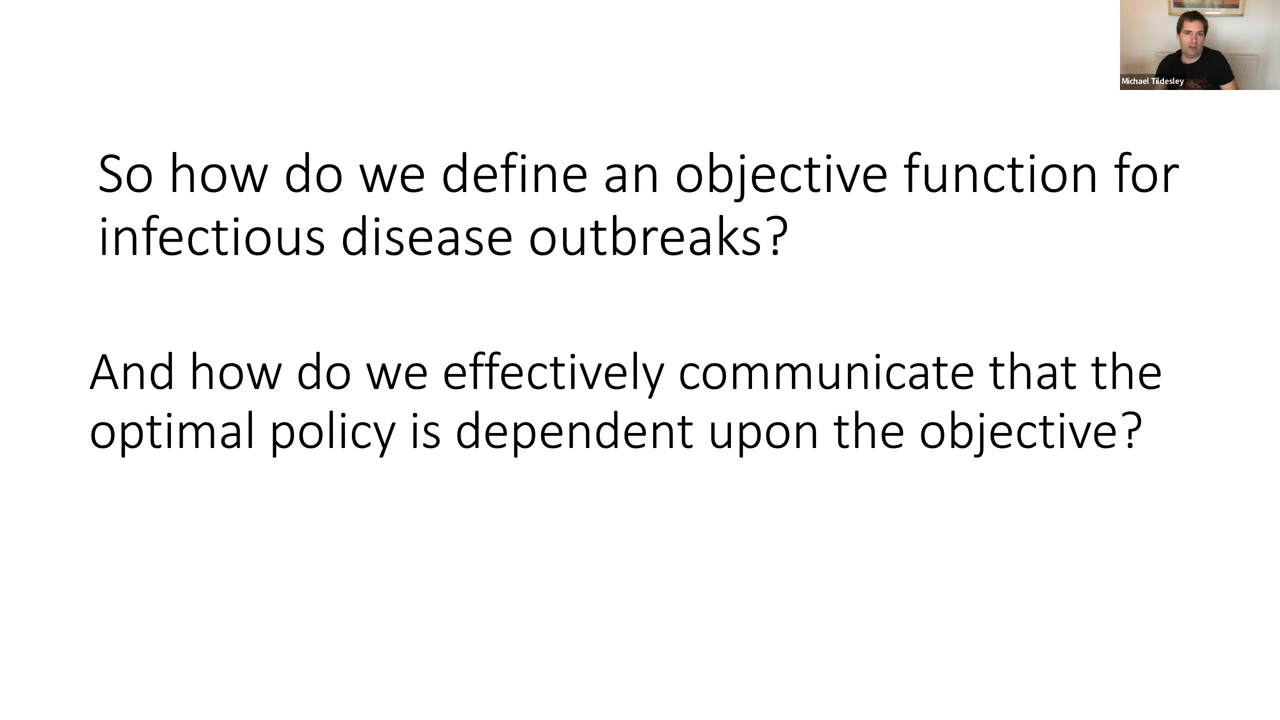 Michael Tildesley
So how do we define an objective function for
infectious disease outbreaks?
And how do we effectively communicate that the
optimal policy is dependent upon the objective?